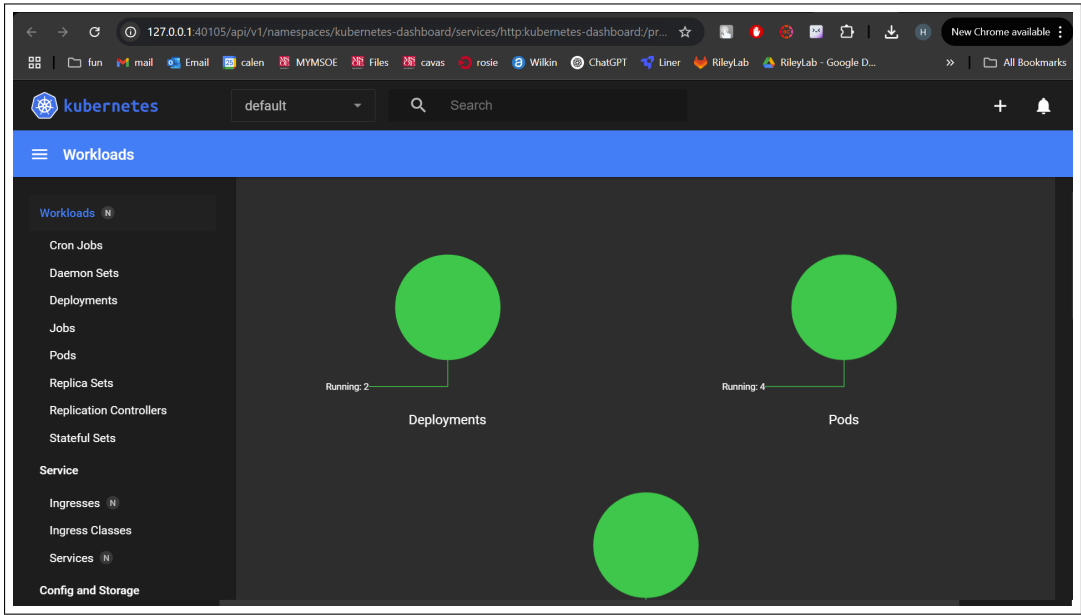 127.0.0.1:40105/api/v1/namespaces/kubernetes-dashboard/services/http:kubernetes-dashboard:/pr...
H
New Chrome available
fun
mail
Email
25
calen
MYMSOE
Files
cavas
rosie
Wilkin
ChatGPT
Liner
RileyLab
RileyLab - Google D...
»
All Bookmarks
kubernetes
default
Search
Workloads
Workloads N
Cron Jobs
Daemon Sets
Deployments
Jobs
Pods
Replica Sets
Replication Controllers
Stateful Sets
Service
Ingresses N
Ingress Classes
Services N
Config and Storage
Running: 2
Deployments
Running: 4
Pods